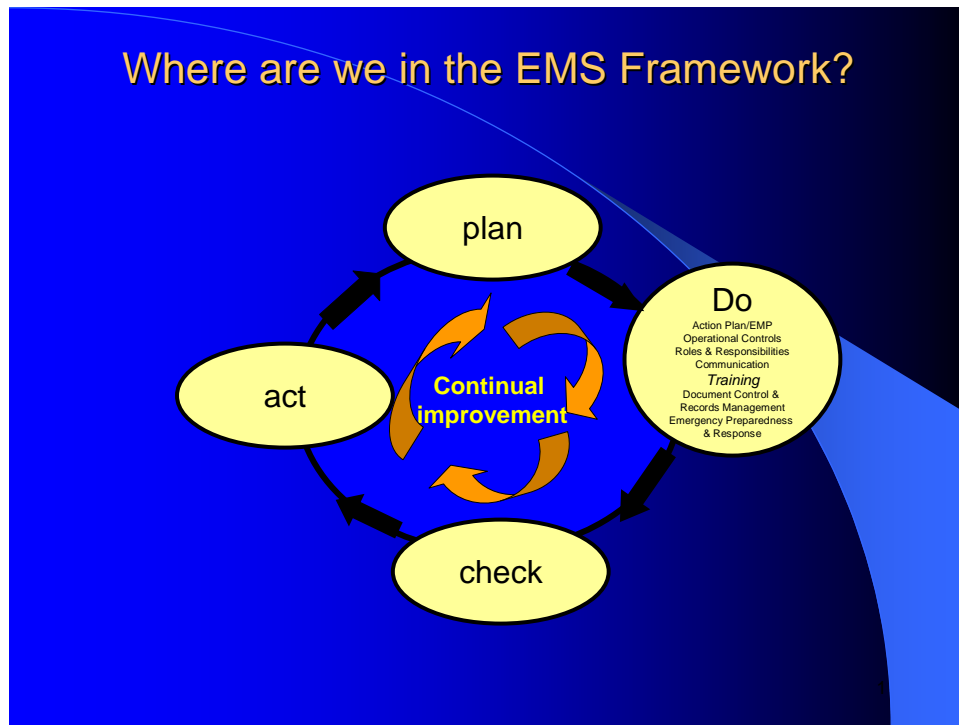 Where are we in the EMS Framework?
plan
Do
Action Plan/EMP
Operational Controls
Roles & Responsibilities
Communication
Training
Document Control &
Records Management
Emergency Preparedness
& Response
act
Continual
improvement
check